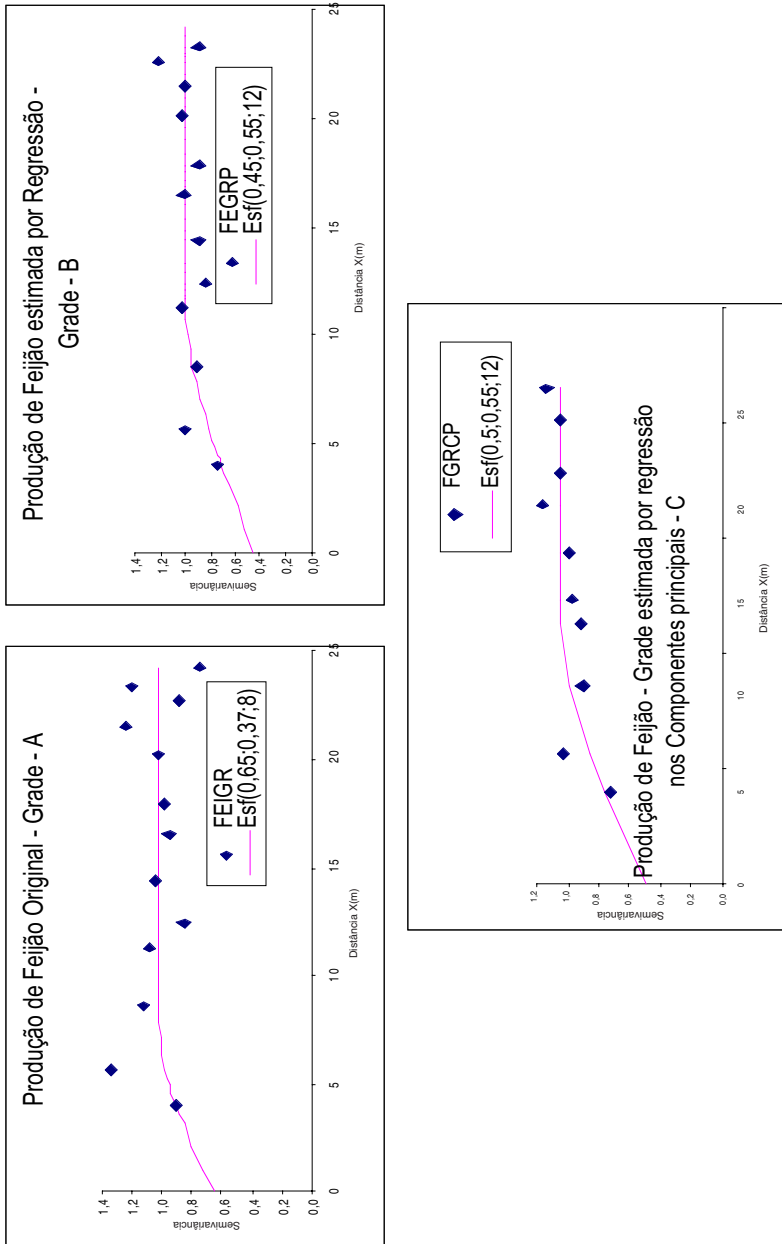 Produção de Feijão Original - Grade - A
1,4
1,2
1,0
0,8
0,6
0,4
0,2
0,0
Semivariância
0
5
10
15
20
25
Distância X(m)
FEIGR
Esf(0,65;0,37;8)
Produção de Feijão estimada por Regressão -
Grade - B
1,4
1,2
1,0
0,8
0,6
0,4
0,2
0,0
Semivariância
0
5
10
15
20
25
Distância X(m)
FEGRP
Esf(0,45;0,55;12)
FGRCP
Esf(0,5;0,55;12)
1,2
1,0
0,8
0,6
0,4
0,2
0,0
Semivariância
Produção de Feijão - Grade estimada por regressão
nos Componentes principais - C
0
5
10
15
20
25
Distância X(m)